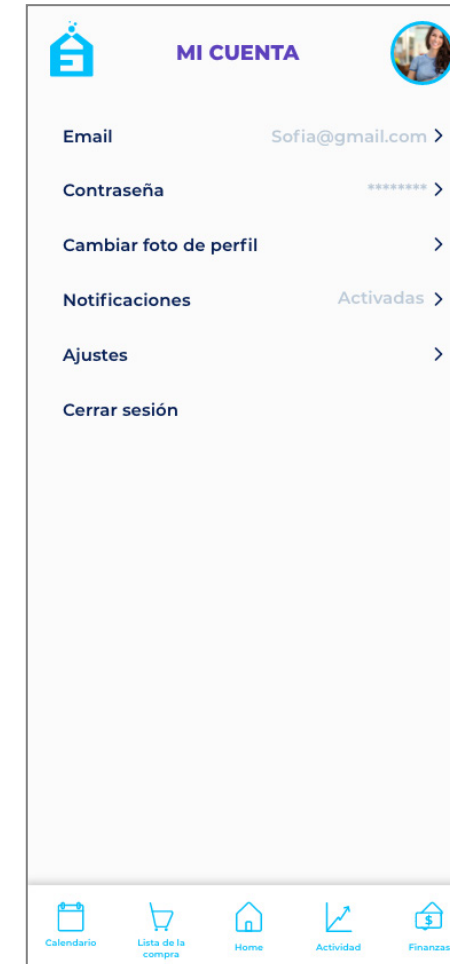 MI CUENTA
Email Sofia@gmail.com
Contraseña ********
Cambiar foto de perfil
Notificaciones Activadas
Ajustes
Cerrar sesión
Calendario
Lista de la
compra
Home
Actividad
$
Finanzas